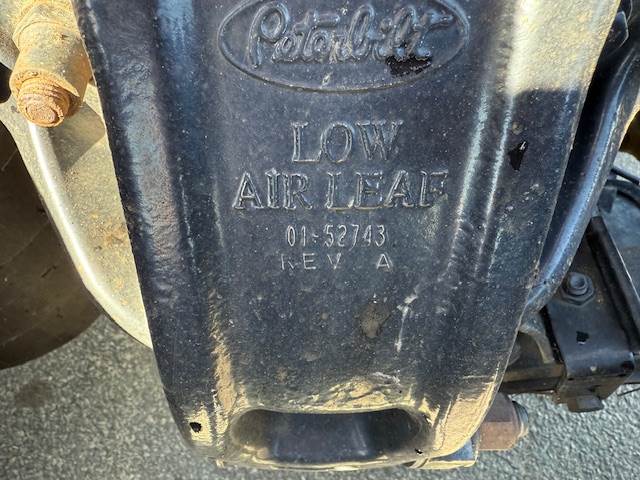 Peterbilt
LOW
AIR LEAF
01-52743
REV A